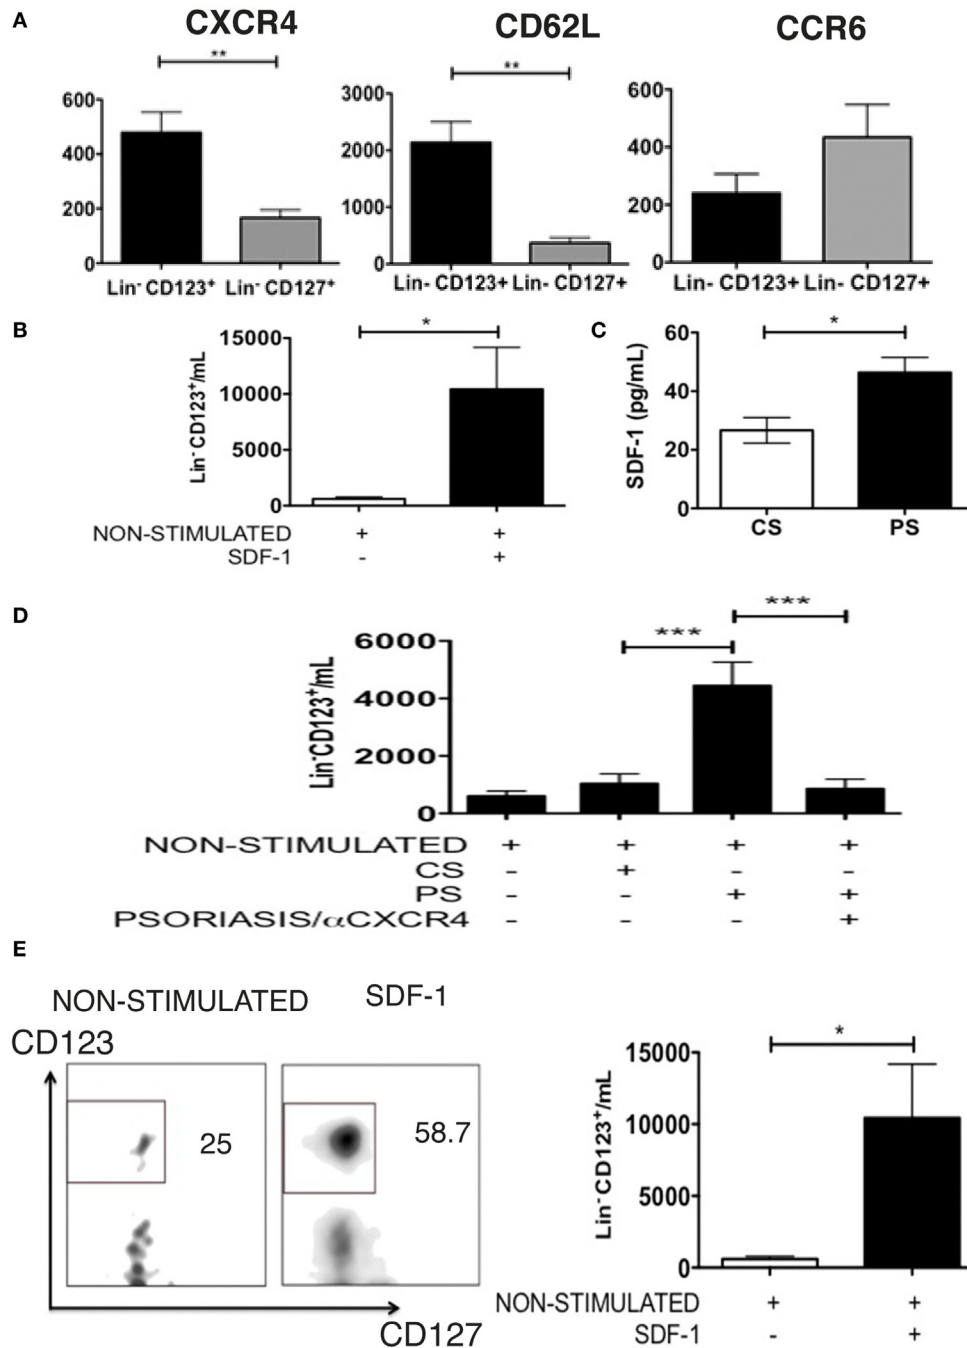 A
CXCR4
CD62L
CCR6
**
**
600
400
200
0
3000
2000
1000
0
600
400
200
0
Lin- CD123+ Lin- CD127+
Lin- CD123+ Lin- CD127+
Lin- CD123+ Lin- CD127+
B
*
Lin- CD123+/mL
15000
10000
5000
0
NON-STIMULATED + +
SDF-1 - +
C
*
SDF-1 (pg/mL)
60
40
20
0
CS PS
D
***
***
Lin-CD123+/mL
6000
4000
2000
0
NON-STIMULATED + + + +
CS - + - -
PS - - + +
PSORIASIS/αCXCR4 - - - +
E
NON-STIMULATED SDF-1
CD123
25
58.7
CD127
*
Lin- CD123+/mL
15000
10000
5000
0
NON-STIMULATED + +
SDF-1 - +